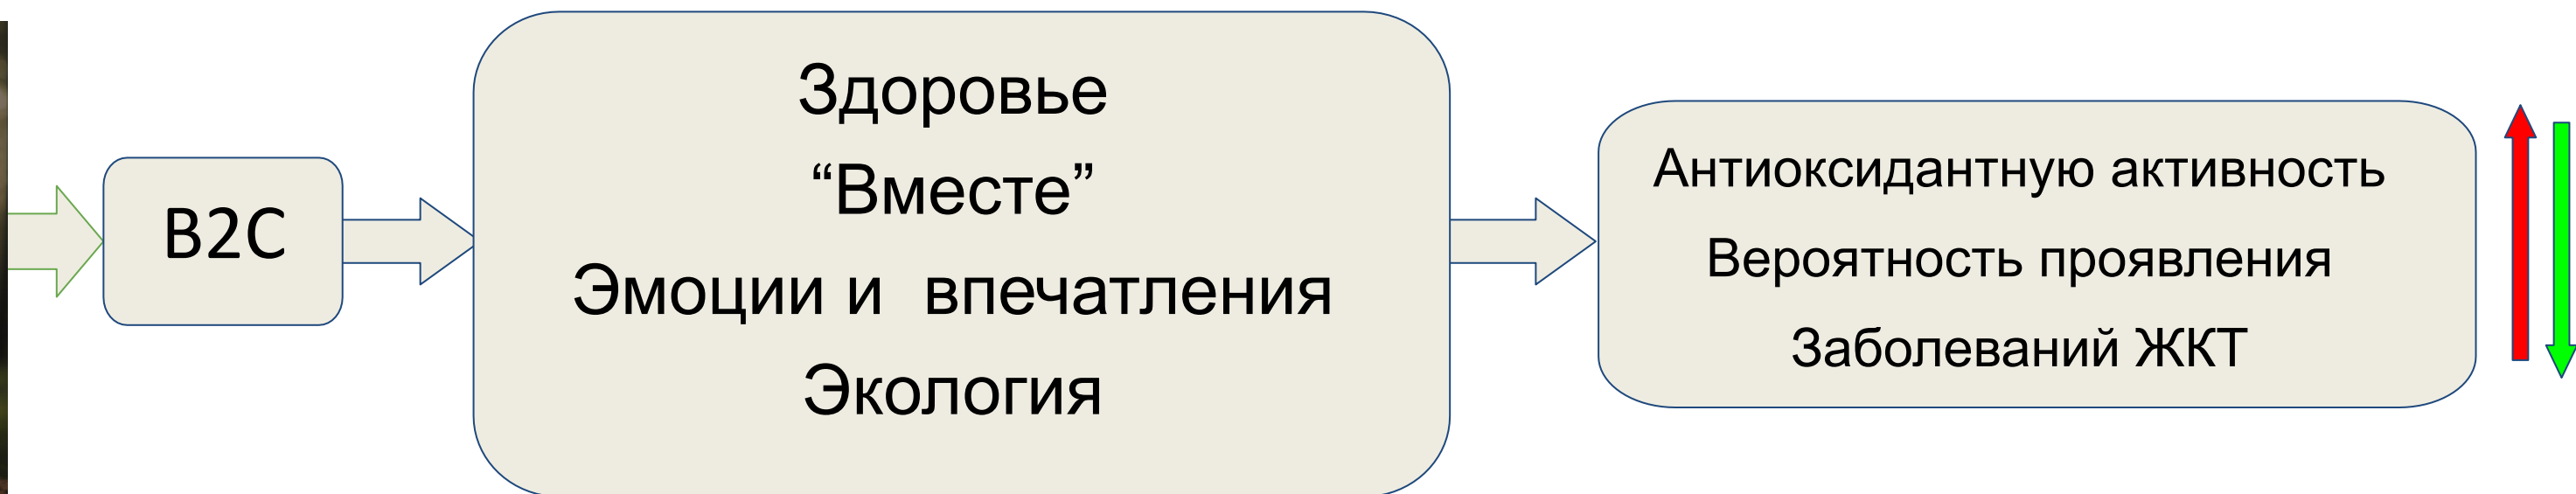 B2C
Здоровье
“Вместе”
Эмоции и  впечатления
Экология
Антиоксидантную активность
Вероятность проявления
Заболеваний ЖКТ